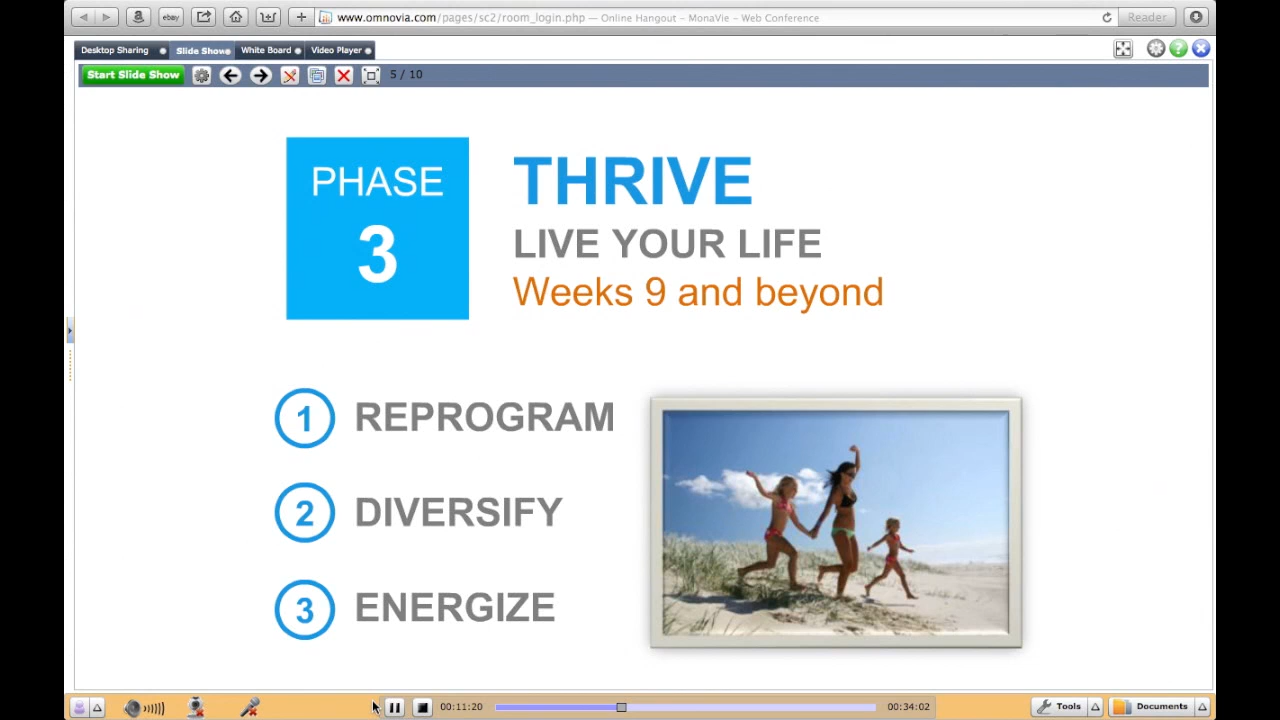 ebay
www.omnovia.com/pages/sc2/room_login.php — Online Hangout – MonaVie – Web Conference
Reader
Desktop Sharing
Slide Show
White Board
Video Player
Start Slide Show
5 / 10
PHASE
3
THRIVE
LIVE YOUR LIFE
Weeks 9 and beyond
1 REPROGRAM
2 DIVERSIFY
3 ENERGIZE
00:11:20
00:34:02
Tools
Documents